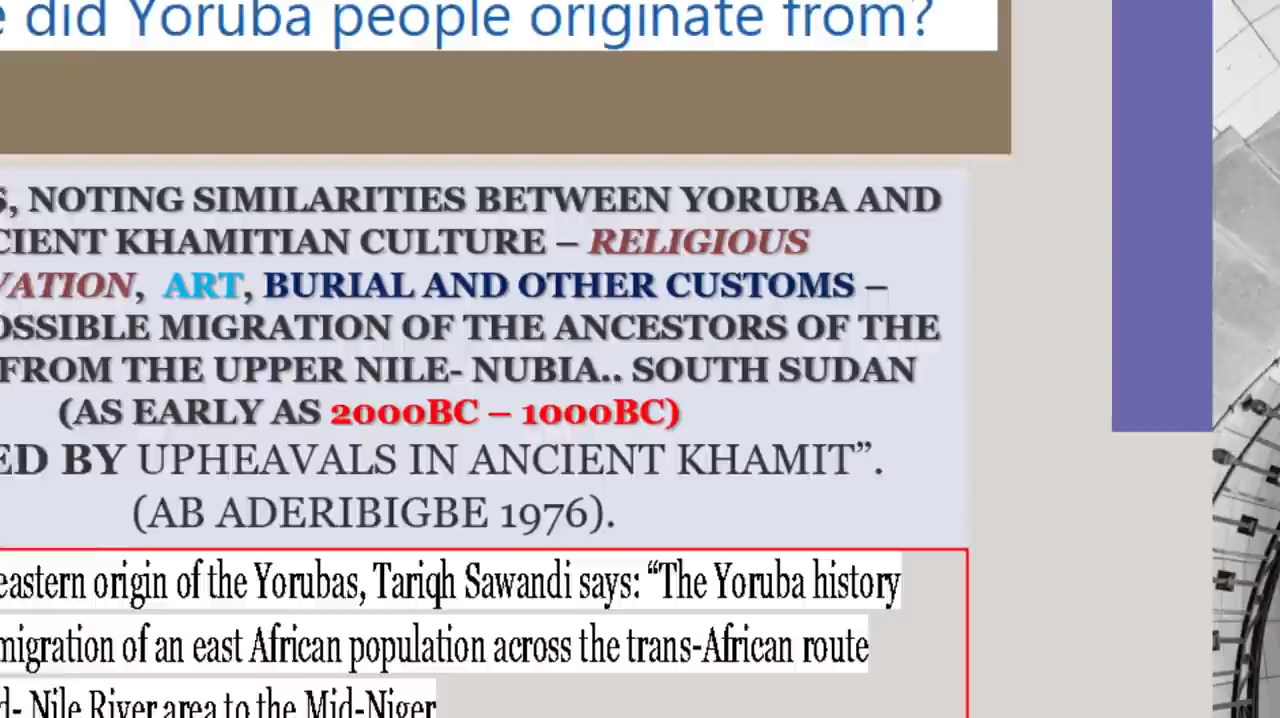 e did Yoruba people originate from?
S, NOTING SIMILARITIES BETWEEN YORUBA AND
CIENT KHAMITIAN CULTURE – RELIGIOUS
VATION, ART, BURIAL AND OTHER CUSTOMS –
OSSIBLE MIGRATION OF THE ANCESTORS OF THE
FROM THE UPPER NILE- NUBIA.. SOUTH SUDAN
(AS EARLY AS 2000BC – 1000BC)
ED BY UPHEAVALS IN ANCIENT KHAMIT”.
(AB ADERIBIGBE 1976).
eastern origin of the Yorubas, Tariqh Sawandi says: “The Yoruba history
migration of an east African population across the trans-African route
d- Nile River area to the Mid-Niger